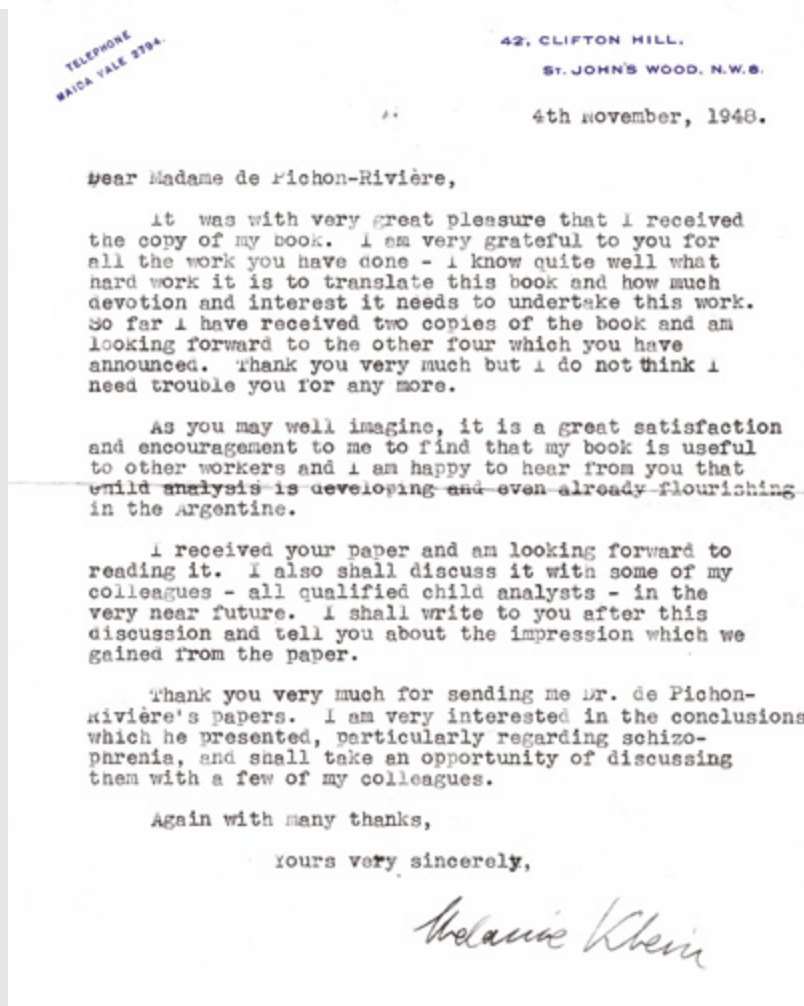 TELEPHONE
MAIDA VALE 2794.
42, CLIFTON HILL,
ST. JOHN'S WOOD, N.W.8.
4th November, 1948.
Dear Madame de Pichon-Rivière,
It was with very great pleasure that I received
the copy of my book. I am very grateful to you for
all the work you have done - I know quite well what
hard work it is to translate this book and how much
devotion and interest it needs to undertake this work.
So far I have received two copies of the book and am
looking forward to the other four which you have
announced. Thank you very much but I do not think I
need trouble you for any more.
As you may well imagine, it is a great satisfaction
and encouragement to me to find that my book is useful
to other workers and I am happy to hear from you that
child analysis is developing and even already flourishing
in the Argentine.
I received your paper and am looking forward to
reading it. I also shall discuss it with some of my
colleagues - all qualified child analysts - in the
very near future. I shall write to you after this
discussion and tell you about the impression which we
gained from the paper.
Thank you very much for sending me Dr. de Pichon-
Rivière's papers. I am very interested in the conclusions
which he presented, particularly regarding schizo-
phrenia, and shall take an opportunity of discussing
them with a few of my colleagues.
Again with many thanks,
Yours very sincerely,
Melanie Klein